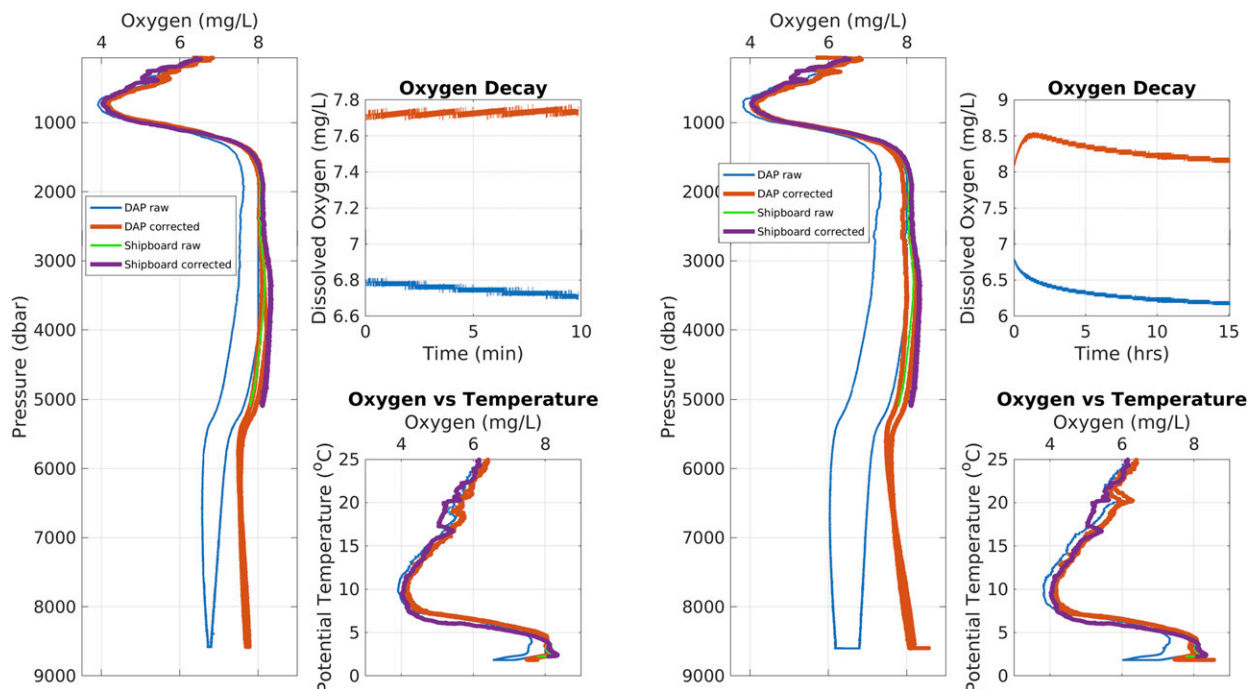 Oxygen (mg/L)
4 6 8
1000
2000
3000
4000
5000
6000
7000
8000
9000
Pressure (dbar)
DAP raw
DAP corrected
Shipboard raw
Shipboard corrected
Oxygen Decay
Dissolved Oxygen (mg/L)
7.8
7.6
7.4
7.2
7
6.8
6.6
0 5 10
Time (min)
Oxygen vs Temperature
Oxygen (mg/L)
4 6 8
Potential Temperature (°C)
25
20
15
10
5
0
Oxygen (mg/L)
4 6 8
1000
2000
3000
4000
5000
6000
7000
8000
9000
Pressure (dbar)
DAP raw
DAP corrected
Shipboard raw
Shipboard corrected
Oxygen Decay
Dissolved Oxygen (mg/L)
9
8.5
8
7.5
7
6.5
6
0 5 10 15
Time (hrs)
Oxygen vs Temperature
Oxygen (mg/L)
4 6 8
Potential Temperature (°C)
25
20
15
10
5
0